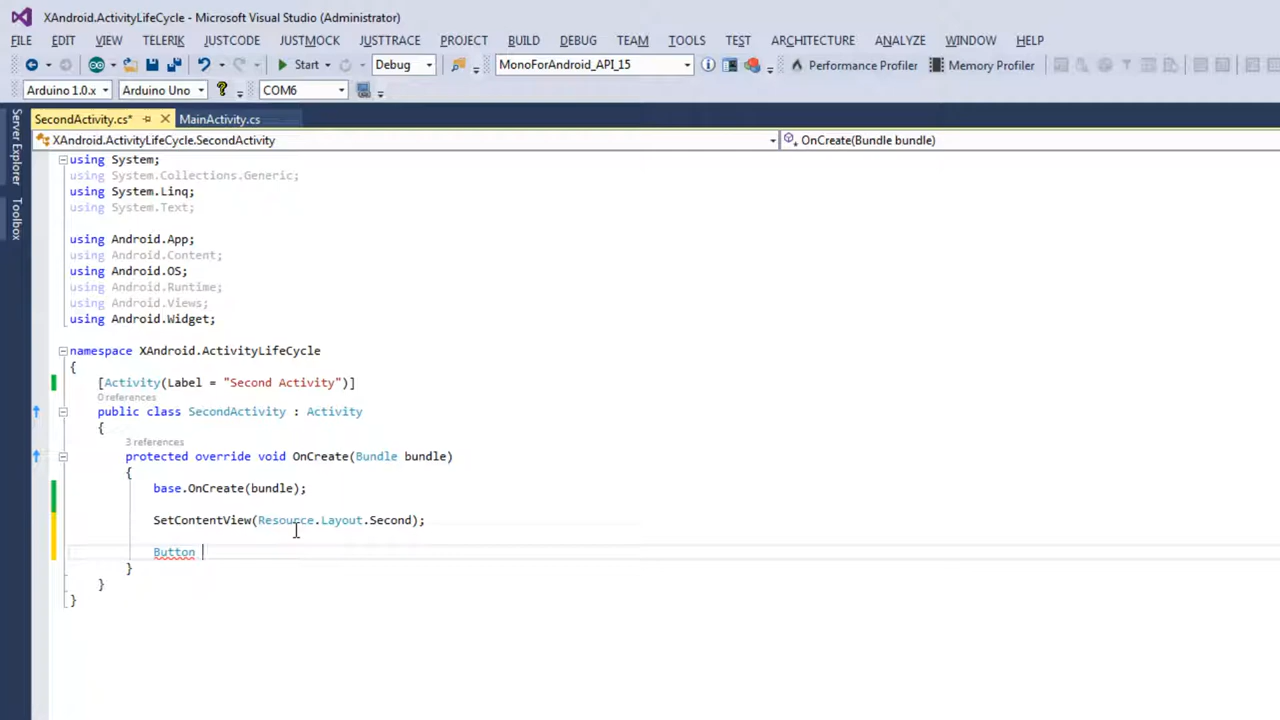 XAndroid.ActivityLifeCycle - Microsoft Visual Studio (Administrator)
FILE EDIT VIEW TELERIK JUSTCODE JUSTMOCK JUSTTRACE PROJECT BUILD DEBUG TEAM TOOLS TEST ARCHITECTURE ANALYZE WINDOW HELP
Start Debug MonoForAndroid_API_15 Performance Profiler Memory Profiler
Arduino 1.0.x Arduino Uno ? COM6
SecondActivity.cs* MainActivity.cs
XAndroid.ActivityLifeCycle.SecondActivity OnCreate(Bundle bundle)
Server Explorer
Toolbox
using System;
using System.Collections.Generic;
using System.Linq;
using System.Text;
using Android.App;
using Android.Content;
using Android.OS;
using Android.Runtime;
using Android.Views;
using Android.Widget;
namespace XAndroid.ActivityLifeCycle
{
[Activity(Label = "Second Activity")]
0 references
public class SecondActivity : Activity
{
3 references
protected override void OnCreate(Bundle bundle)
{
base.OnCreate(bundle);
SetContentView(Resource.Layout.Second);
Button
}
}
}